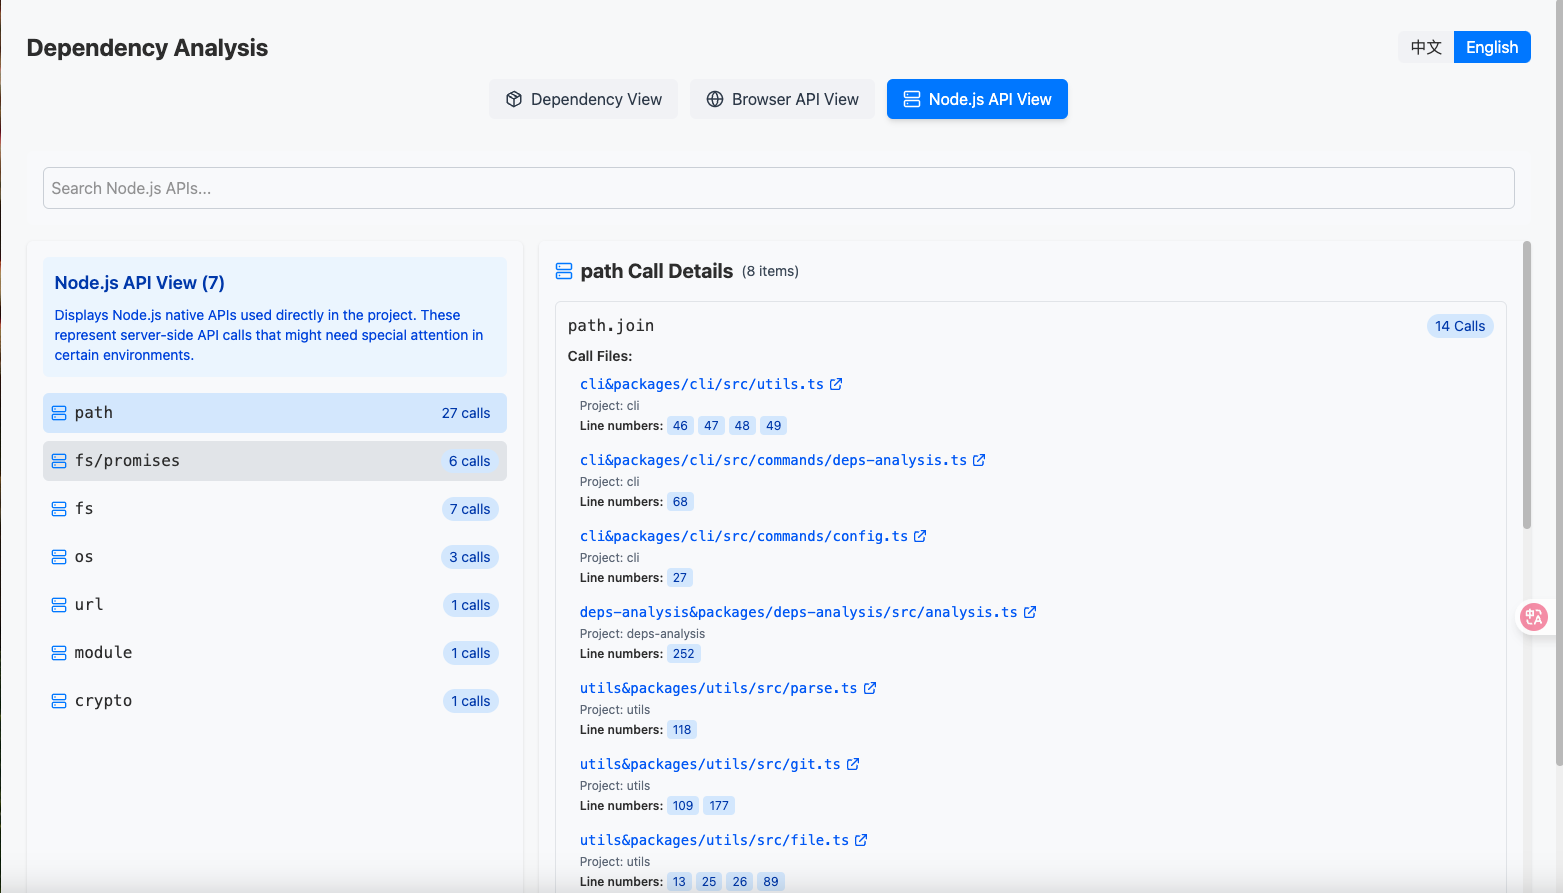 Dependency Analysis
中文
English
Dependency View
Browser API View
Node.js API View
Search Node.js APIs...
Node.js API View (7)
Displays Node.js native APIs used directly in the project. These
represent server-side API calls that might need special attention in
certain environments.
path
27 calls
fs/promises
6 calls
fs
7 calls
os
3 calls
url
1 calls
module
1 calls
crypto
1 calls
path Call Details (8 items)
path.join
14 Calls
Call Files:
cli&packages/cli/src/utils.ts
Project: cli
Line numbers: 46 47 48 49
cli&packages/cli/src/commands/deps-analysis.ts
Project: cli
Line numbers: 68
cli&packages/cli/src/commands/config.ts
Project: cli
Line numbers: 27
deps-analysis&packages/deps-analysis/src/analysis.ts
Project: deps-analysis
Line numbers: 252
utils&packages/utils/src/parse.ts
Project: utils
Line numbers: 118
utils&packages/utils/src/git.ts
Project: utils
Line numbers: 109 177
utils&packages/utils/src/file.ts
Project: utils
Line numbers: 13 25 26 89